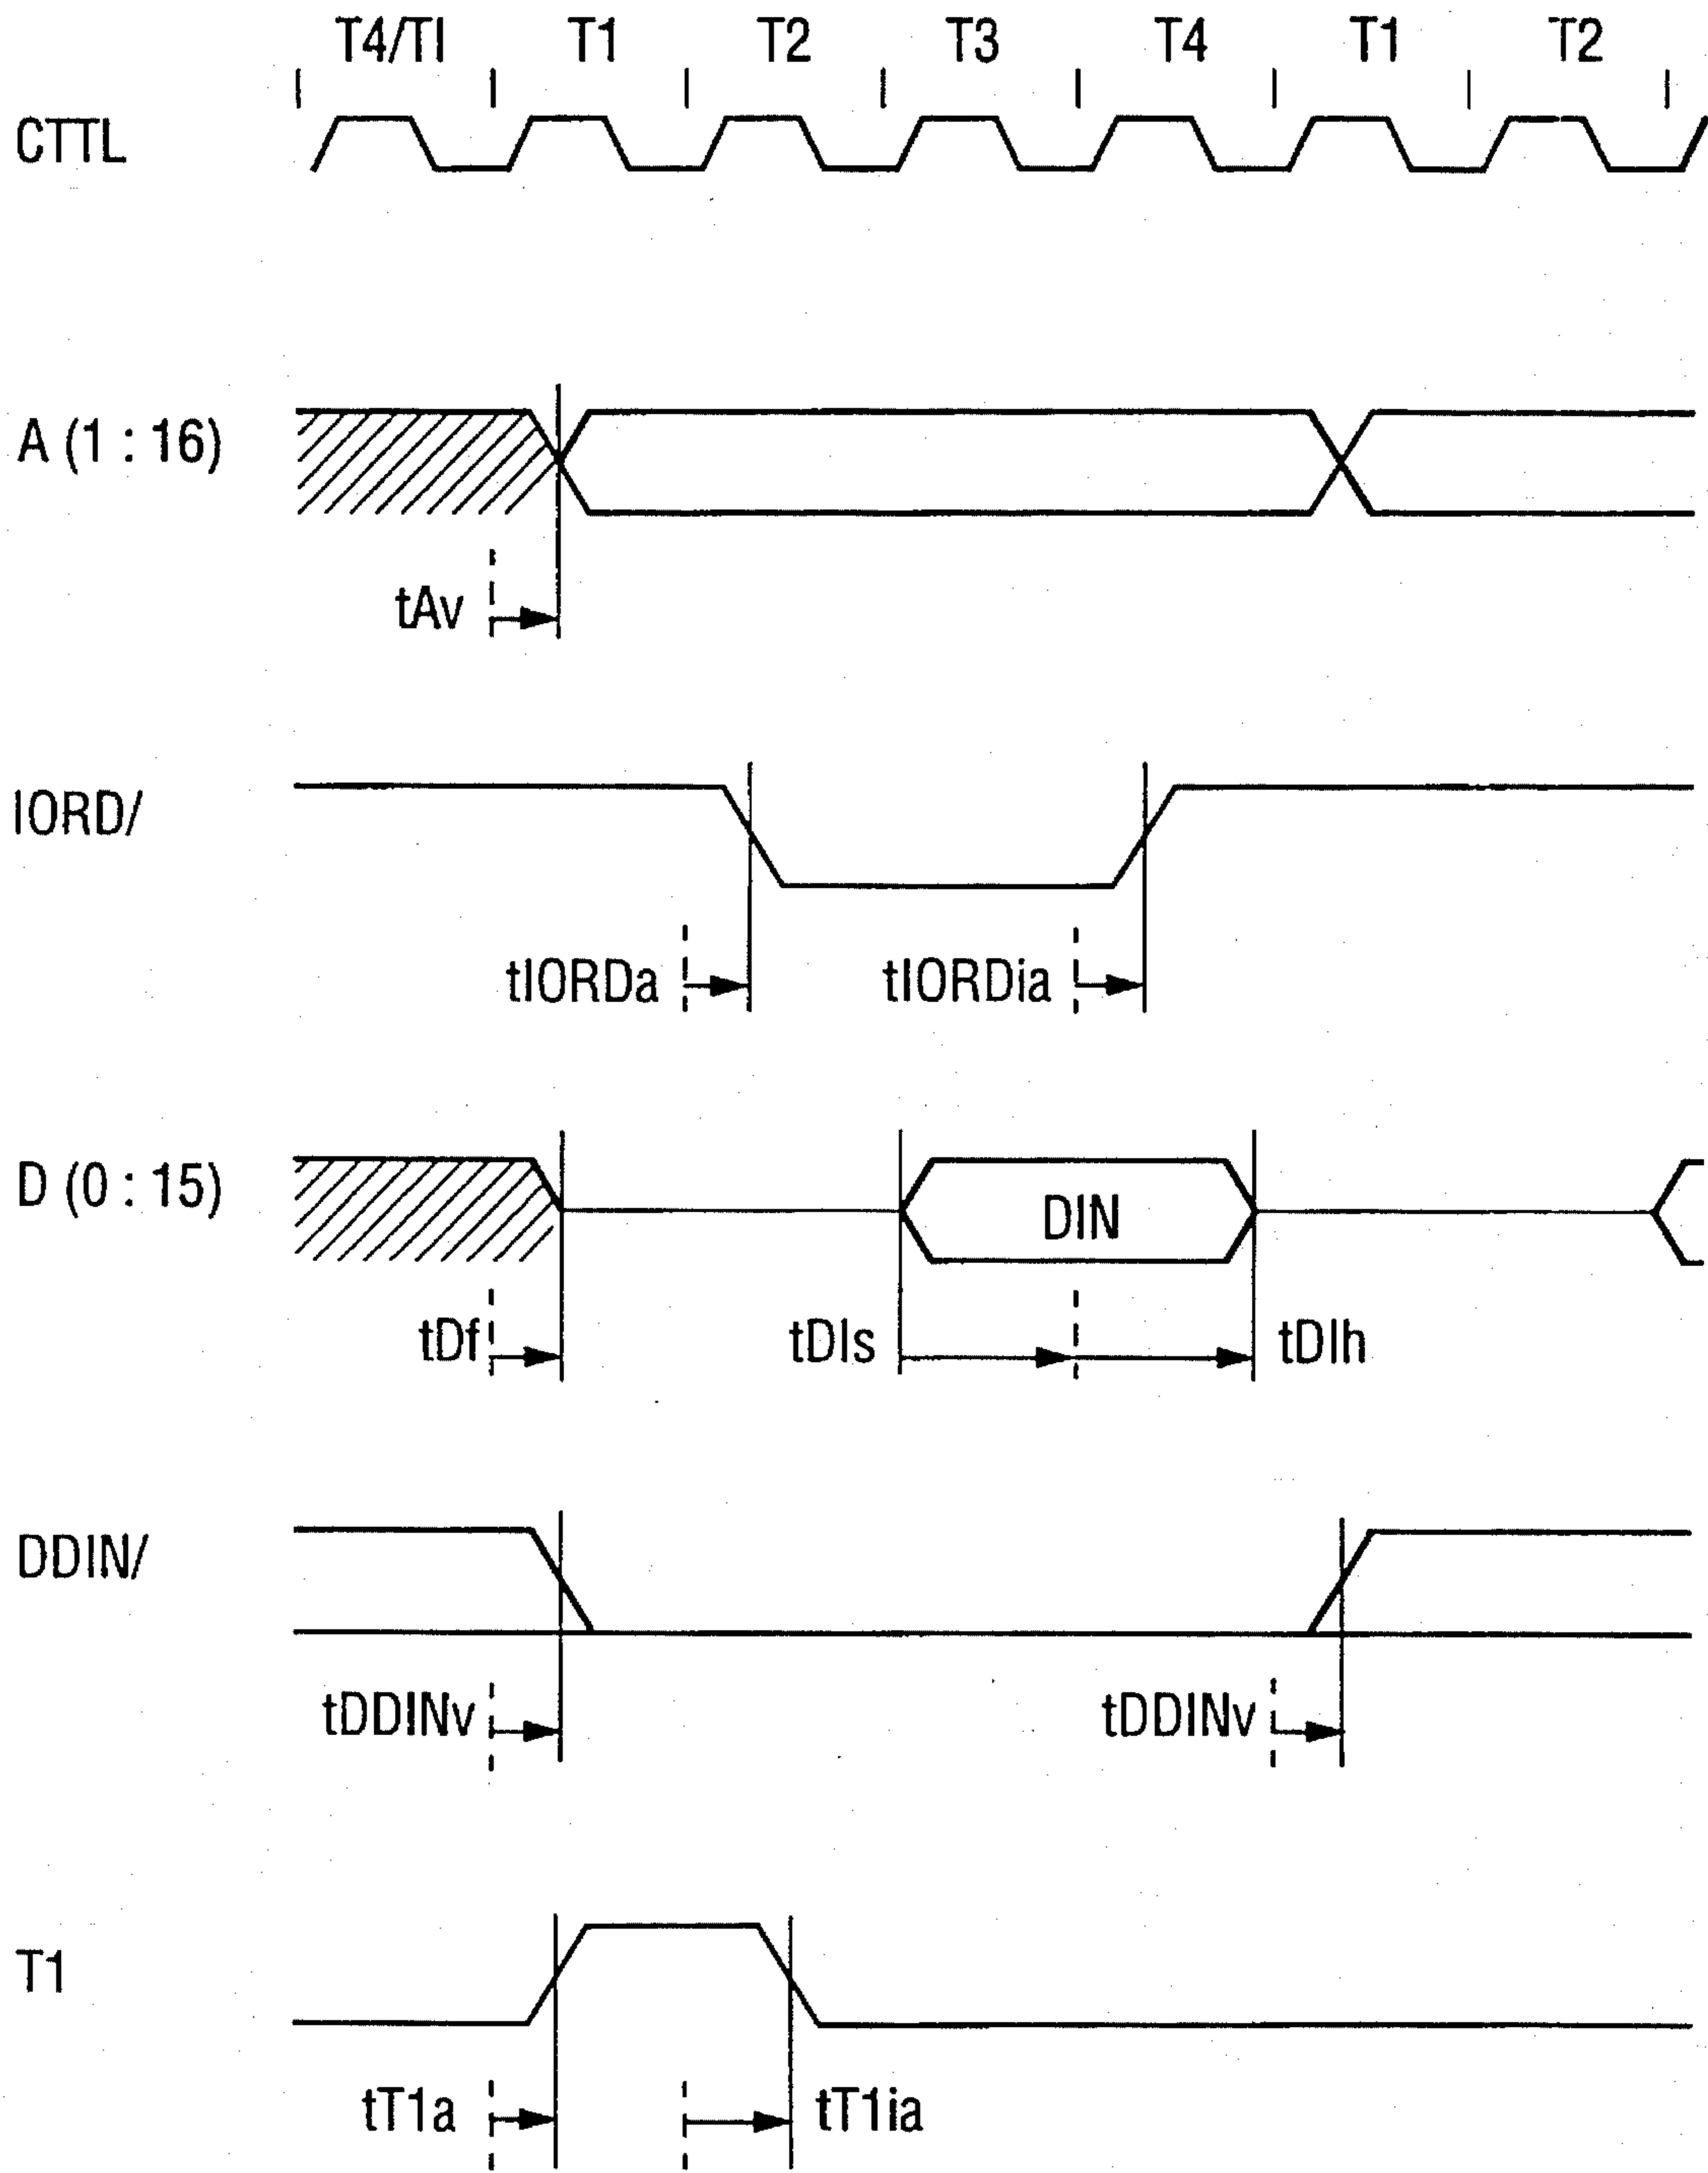 T4/TI T1 T2 T3 T4 T1 T2
CTTL
A (1 : 16)
tAv
IORD/
tIORDa tIORDia
D (0 : 15)
DIN
tDf tDIs tDIh
DDIN/
tDDINv tDDINv
T1
tT1a tT1ia